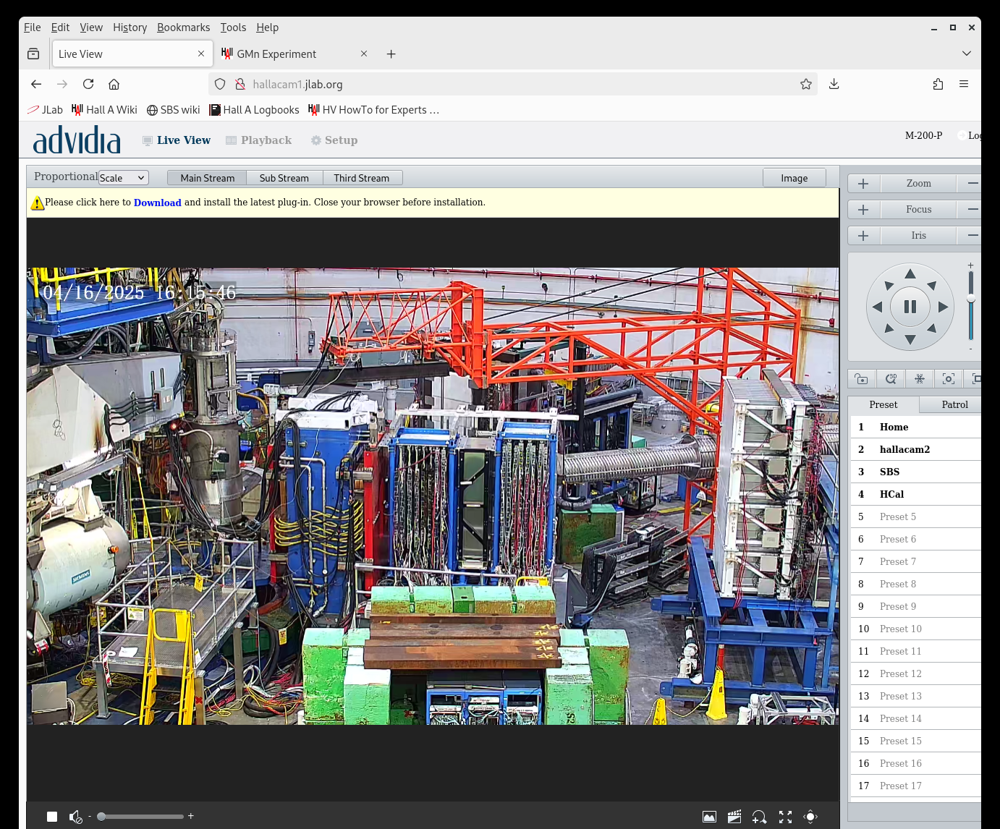 File Edit View History Bookmarks Tools Help
Live View
GMn Experiment
hallacam1.jlab.org
JLab Hall A Wiki SBS wiki Hall A Logbooks HV HowTo for Experts …
advidia Live View Playback Setup
M-200-P
Proportional Scale Main Stream Sub Stream Third Stream Image
Please click here to Download and install the latest plug-in. Close your browser before installation.
04/16/2025 16:15:46
SIEMENS
- +
+ Zoom −
+ Focus −
+ Iris −
+
-
3D
Preset Patrol
1 Home
2 hallacam2
3 SBS
4 HCal
5 Preset 5
6 Preset 6
7 Preset 7
8 Preset 8
9 Preset 9
10 Preset 10
11 Preset 11
12 Preset 12
13 Preset 13
14 Preset 14
15 Preset 15
16 Preset 16
17 Preset 17